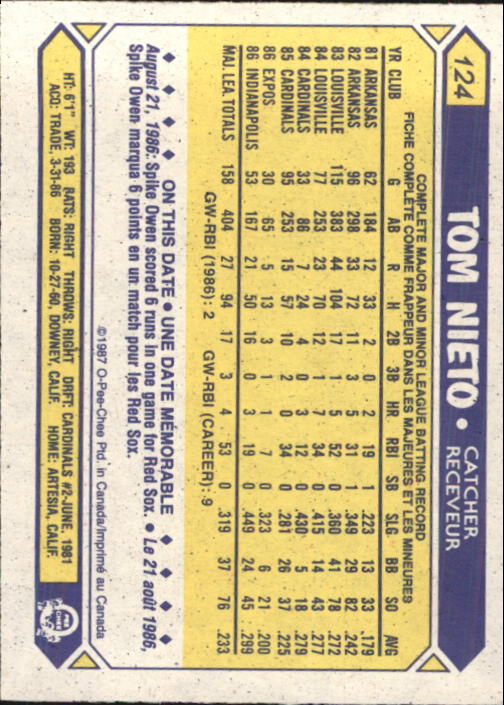 124
TOM NIETO • CATCHER
RECEVEUR
COMPLETE MAJOR AND MINOR LEAGUE BATTING RECORD
FICHE COMPLÈTE COMME FRAPPEUR DANS LES MAJEURES ET LES MINEURES
YR CLUB G AB R H 2B 3B HR RBI SB SLG BB SO AVG
81 ARKANSAS 62 184 12 33 2 0 2 19 1 .223 13 33 .179
82 ARKANSAS 96 298 33 72 11 3 5 31 1 .349 29 82 .242
83 LOUISVILLE 115 383 44 104 17 1 5 52 0 .360 41 78 .272
84 LOUISVILLE 77 253 23 70 12 1 7 34 0 .415 14 43 .277
84 CARDINALS 33 86 7 24 4 0 3 12 0 .430 5 18 .279
85 CARDINALS 95 253 15 57 10 2 0 34 0 .281 26 37 .225
86 EXPOS 30 65 5 13 3 1 1 7 0 .323 6 21 .200
86 INDIANAPOLIS 53 167 21 50 16 0 3 19 0 .449 24 45 .299
MAJ. LEA. TOTALS 158 404 27 94 17 3 4 53 0 .319 37 76 .233
GW-RBI (1986): 2 GW-RBI (CAREER): 9
◆ ◆ ◆ ◆ ON THIS DATE • UNE DATE MÉMORABLE ◆ ◆ ◆ ◆
August 21, 1986: Spike Owen scored 6 runs in one game for Red Sox. • Le 21 août 1986,
Spike Owen marqua 6 points en un match pour les Red Sox.
©1987 O-Pee-Chee Ptd. in Canada/Imprimé au Canada
HT: 6'1" WT: 193 BATS: RIGHT THROWS: RIGHT DRFT: CARDINALS #2-JUNE, 1981
ACQ: TRADE, 3-31-86 BORN: 10-27-60, DOWNEY, CALIF. HOME: ARTESIA, CALIF.
O PEE CHEE